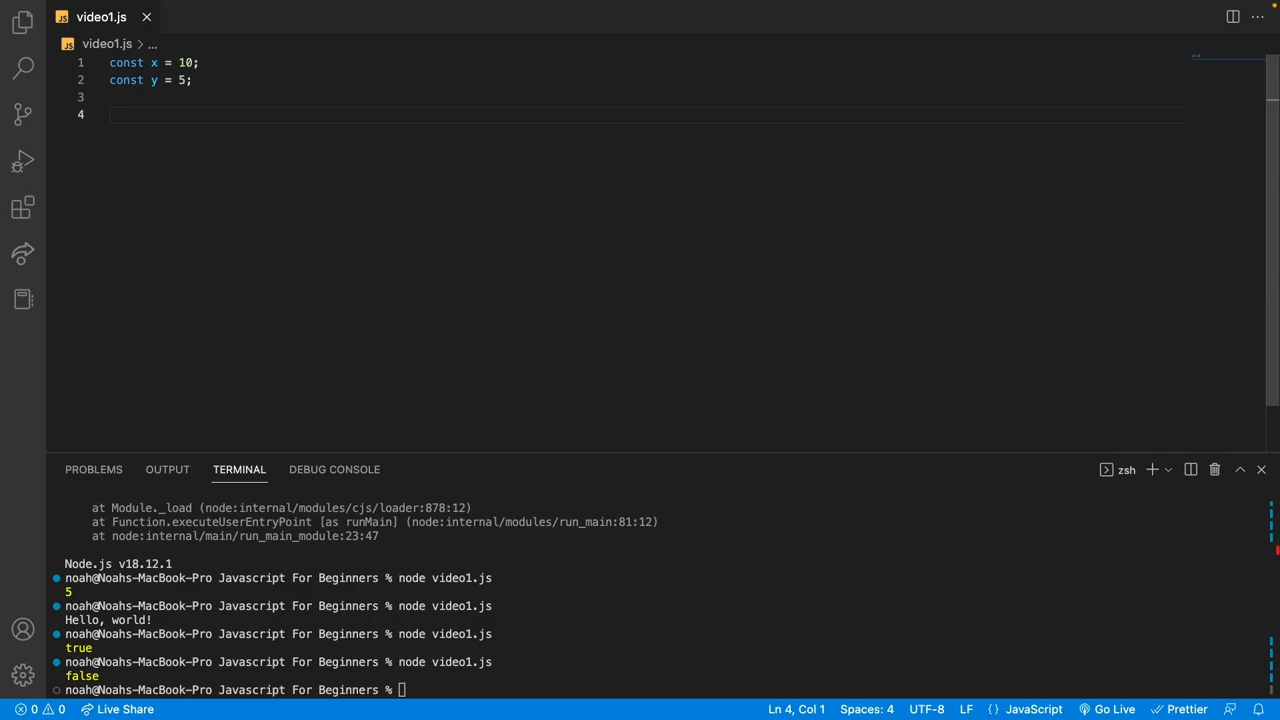 video1.js
video1.js > ...
1 const x = 10;
2 const y = 5;
3
4
PROBLEMS OUTPUT TERMINAL DEBUG CONSOLE zsh
at Module._load (node:internal/modules/cjs/loader:878:12)
at Function.executeUserEntryPoint [as runMain] (node:internal/modules/run_main:81:12)
at node:internal/main/run_main_module:23:47
Node.js v18.12.1
noah@Noahs-MacBook-Pro Javascript For Beginners % node video1.js
5
noah@Noahs-MacBook-Pro Javascript For Beginners % node video1.js
Hello, world!
noah@Noahs-MacBook-Pro Javascript For Beginners % node video1.js
true
noah@Noahs-MacBook-Pro Javascript For Beginners % node video1.js
false
noah@Noahs-MacBook-Pro Javascript For Beginners %
0 0 Live Share Ln 4, Col 1 Spaces: 4 UTF-8 LF {} JavaScript Go Live Prettier